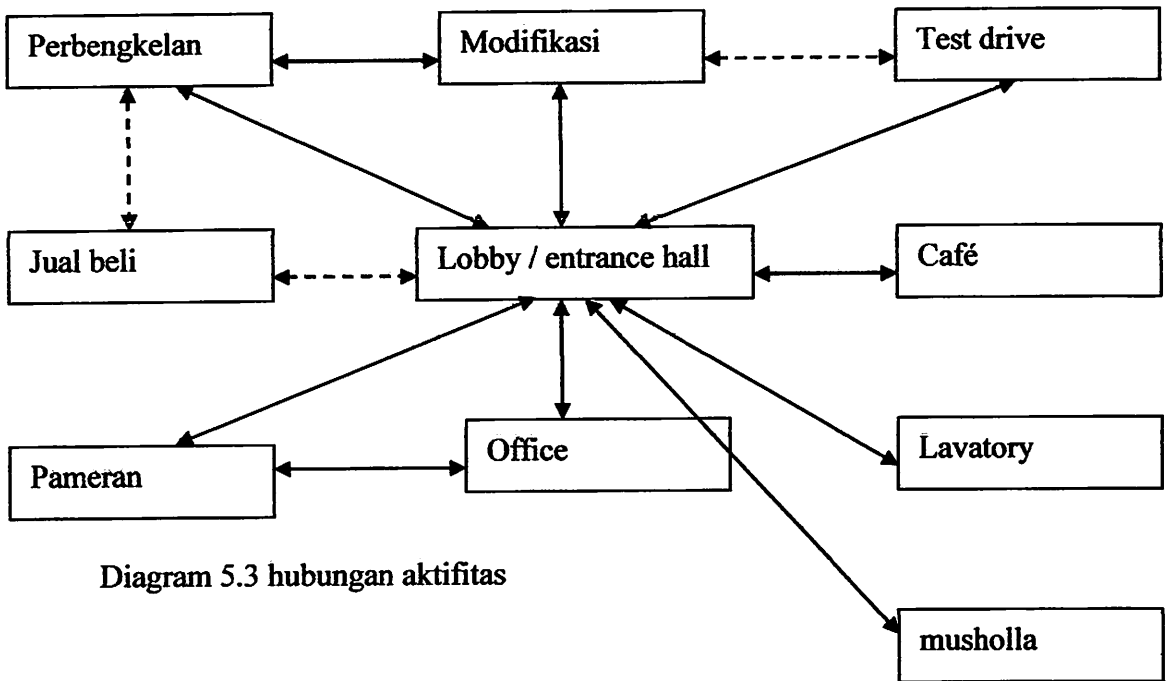 Perbengkelan
Modifikasi
Test drive
Jual beli
Lobby / entrance hall
Café
Pameran
Office
Lavatory
Diagram 5.3 hubungan aktifitas
musholla